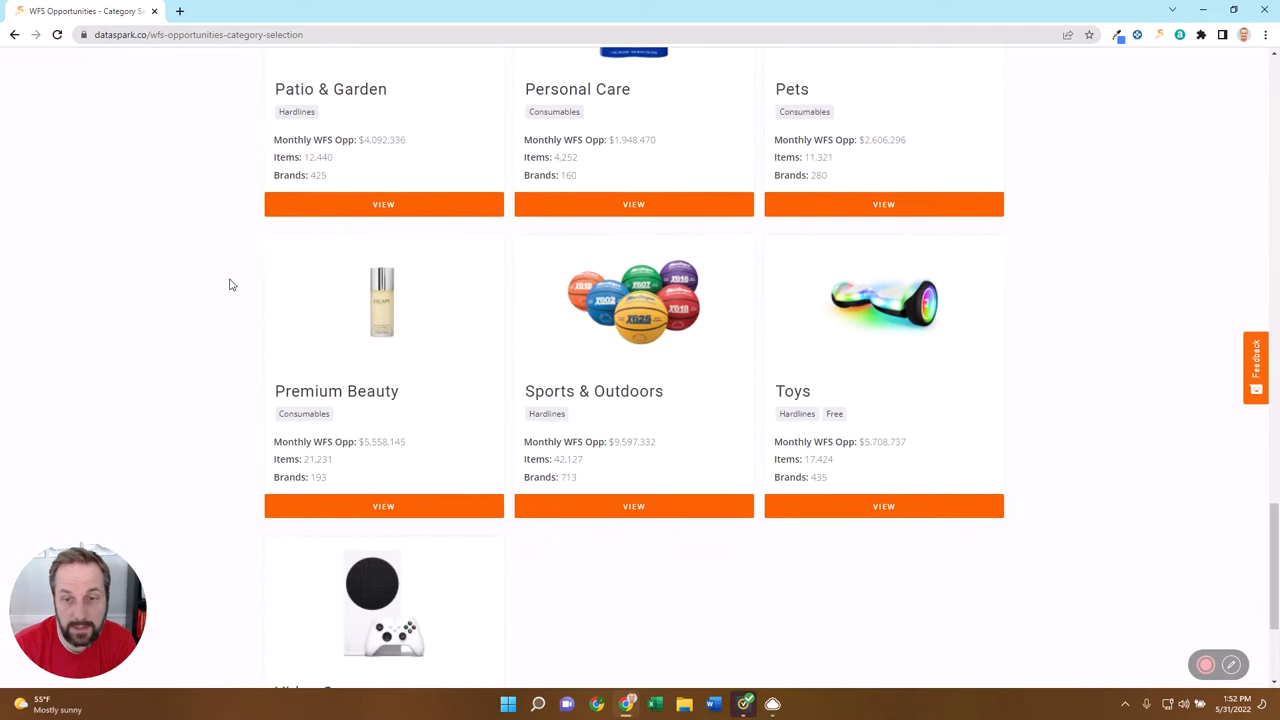 WFS Opportunities - Category Se
dataspark.co/wfs-opportunities-category-selection
Patio & Garden
Hardlines
Monthly WFS Opp: $4,092,336
Items: 12,440
Brands: 425
VIEW
Personal Care
Consumables
Monthly WFS Opp: $1,948,470
Items: 4,252
Brands: 160
VIEW
Pets
Consumables
Monthly WFS Opp: $2,606,296
Items: 11,321
Brands: 280
VIEW
Premium Beauty
Consumables
Monthly WFS Opp: $5,558,145
Items: 21,231
Brands: 193
VIEW
X625
X602
X607
X616
X618
Sports & Outdoors
Hardlines
Monthly WFS Opp: $9,597,332
Items: 42,127
Brands: 713
VIEW
Toys
Hardlines Free
Monthly WFS Opp: $5,708,737
Items: 17,424
Brands: 435
VIEW
Feedback
55°F
Mostly sunny
1:52 PM
5/31/2022